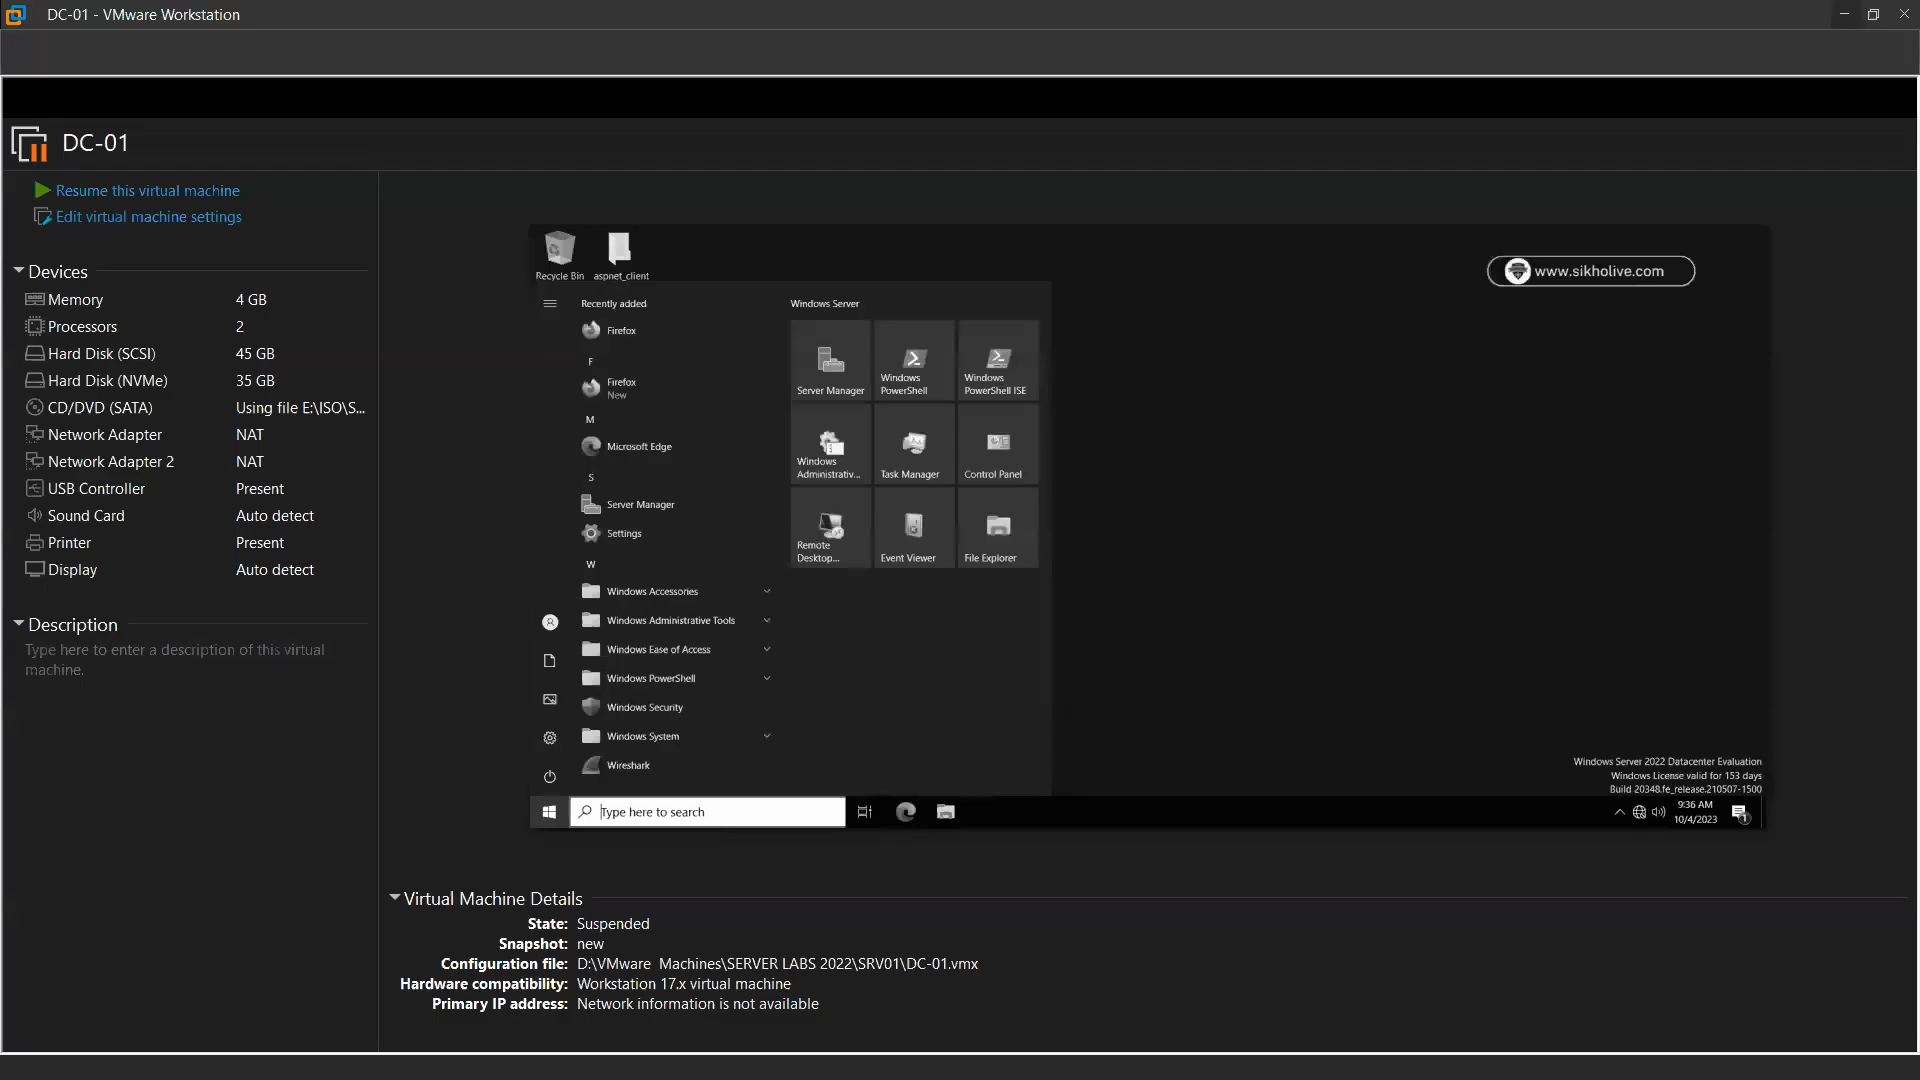 DC-01 - VMware Workstation
DC-01
Resume this virtual machine
Edit virtual machine settings
Devices
Memory 4 GB
Processors 2
Hard Disk (SCSI) 45 GB
Hard Disk (NVMe) 35 GB
CD/DVD (SATA) Using file E:\ISO\S...
Network Adapter NAT
Network Adapter 2 NAT
USB Controller Present
Sound Card Auto detect
Printer Present
Display Auto detect
Description
Type here to enter a description of this virtual
machine.
Recycle Bin
aspnet_client
www.sikholive.com
Recently added
Firefox
F
Firefox
New
M
Microsoft Edge
S
Server Manager
Settings
W
Windows Accessories
Windows Administrative Tools
Windows Ease of Access
Windows PowerShell
Windows Security
Windows System
Wireshark
Windows Server
Server Manager
Windows
PowerShell
Windows
PowerShell ISE
Windows
Administrativ...
Task Manager
Control Panel
Remote
Desktop...
Event Viewer
File Explorer
Windows Server 2022 Datacenter Evaluation
Windows License valid for 153 days
Build 20348.fe_release.210507-1500
Type here to search
9:36 AM
10/4/2023
1
Virtual Machine Details
State: Suspended
Snapshot: new
Configuration file: D:\VMware Machines\SERVER LABS 2022\SRV01\DC-01.vmx
Hardware compatibility: Workstation 17.x virtual machine
Primary IP address: Network information is not available